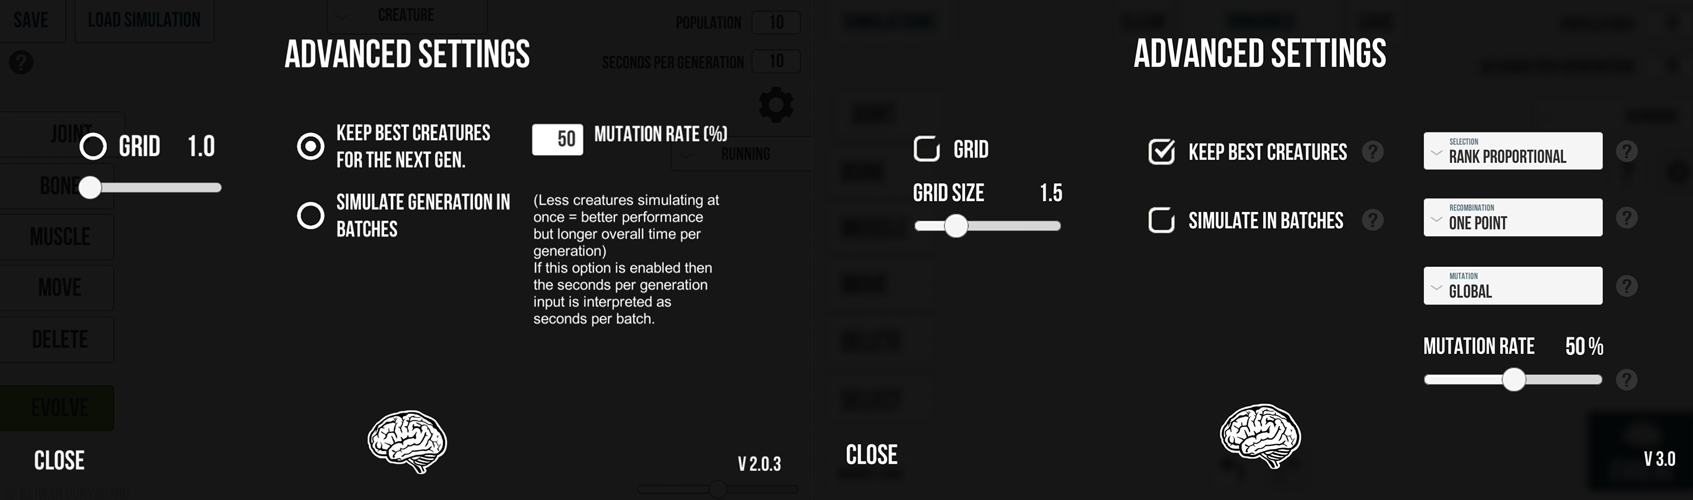 SAVE
LOAD SIMULATION
CREATURE
POPULATION 10
SECONDS PER GENERATION 10
ADVANCED SETTINGS
JOINT
BONE
MUSCLE
MOVE
DELETE
EVOLVE
RUNNING
GRID 1.0
KEEP BEST CREATURES
FOR THE NEXT GEN.
SIMULATE GENERATION IN
BATCHES
50 MUTATION RATE (%)
(Less creatures simulating at
once = better performance
but longer overall time per
generation)
If this option is enabled then
the seconds per generation
input is interpreted as
seconds per batch.
CLOSE
V 2.0.3
ADVANCED SETTINGS
GRID
GRID SIZE 1.5
KEEP BEST CREATURES ?
SIMULATE IN BATCHES ?
SELECTION
RANK PROPORTIONAL ?
RECOMBINATION
ONE POINT ?
MUTATION
GLOBAL ?
MUTATION RATE 50 %
?
CLOSE
V 3.0